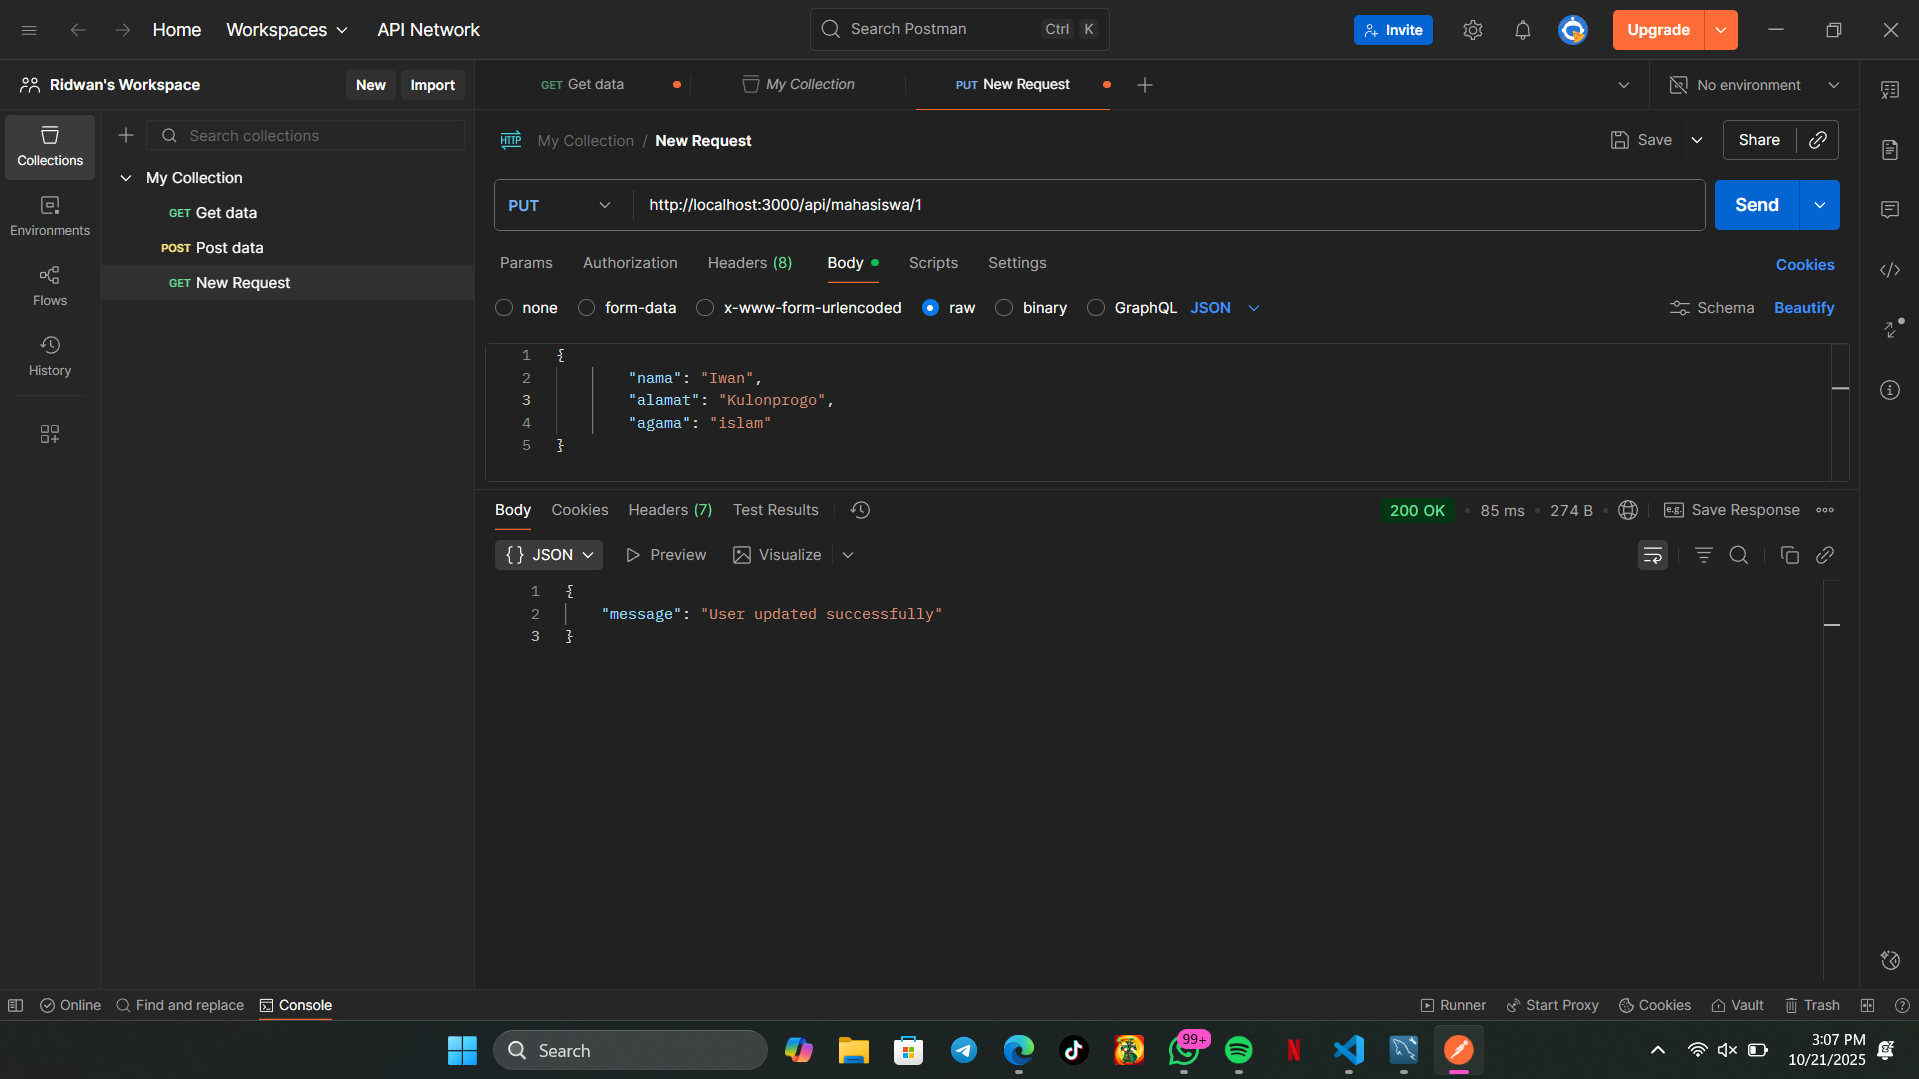 Home Workspaces API Network Search Postman Ctrl K Invite Upgrade
Ridwan's Workspace New Import GET Get data My Collection PUT New Request No environment
Collections Search collections HTTP My Collection / New Request Save Share
My Collection
GET Get data
POST Post data
GET New Request
Environments
Flows
History
PUT http://localhost:3000/api/mahasiswa/1 Send
Params Authorization Headers (8) Body Scripts Settings Cookies
none form-data x-www-form-urlencoded raw binary GraphQL JSON Schema Beautify
1 {
2 "nama": "Iwan",
3 "alamat": "Kulonprogo",
4 "agama": "islam"
5 }
Body Cookies Headers (7) Test Results 200 OK • 85 ms • 274 B • e.g. Save Response
{} JSON Preview Visualize
1 {
2 "message": "User updated successfully"
3 }
Online Find and replace Console Runner Start Proxy Cookies Vault Trash
Search 99+ 3:07 PM
10/21/2025